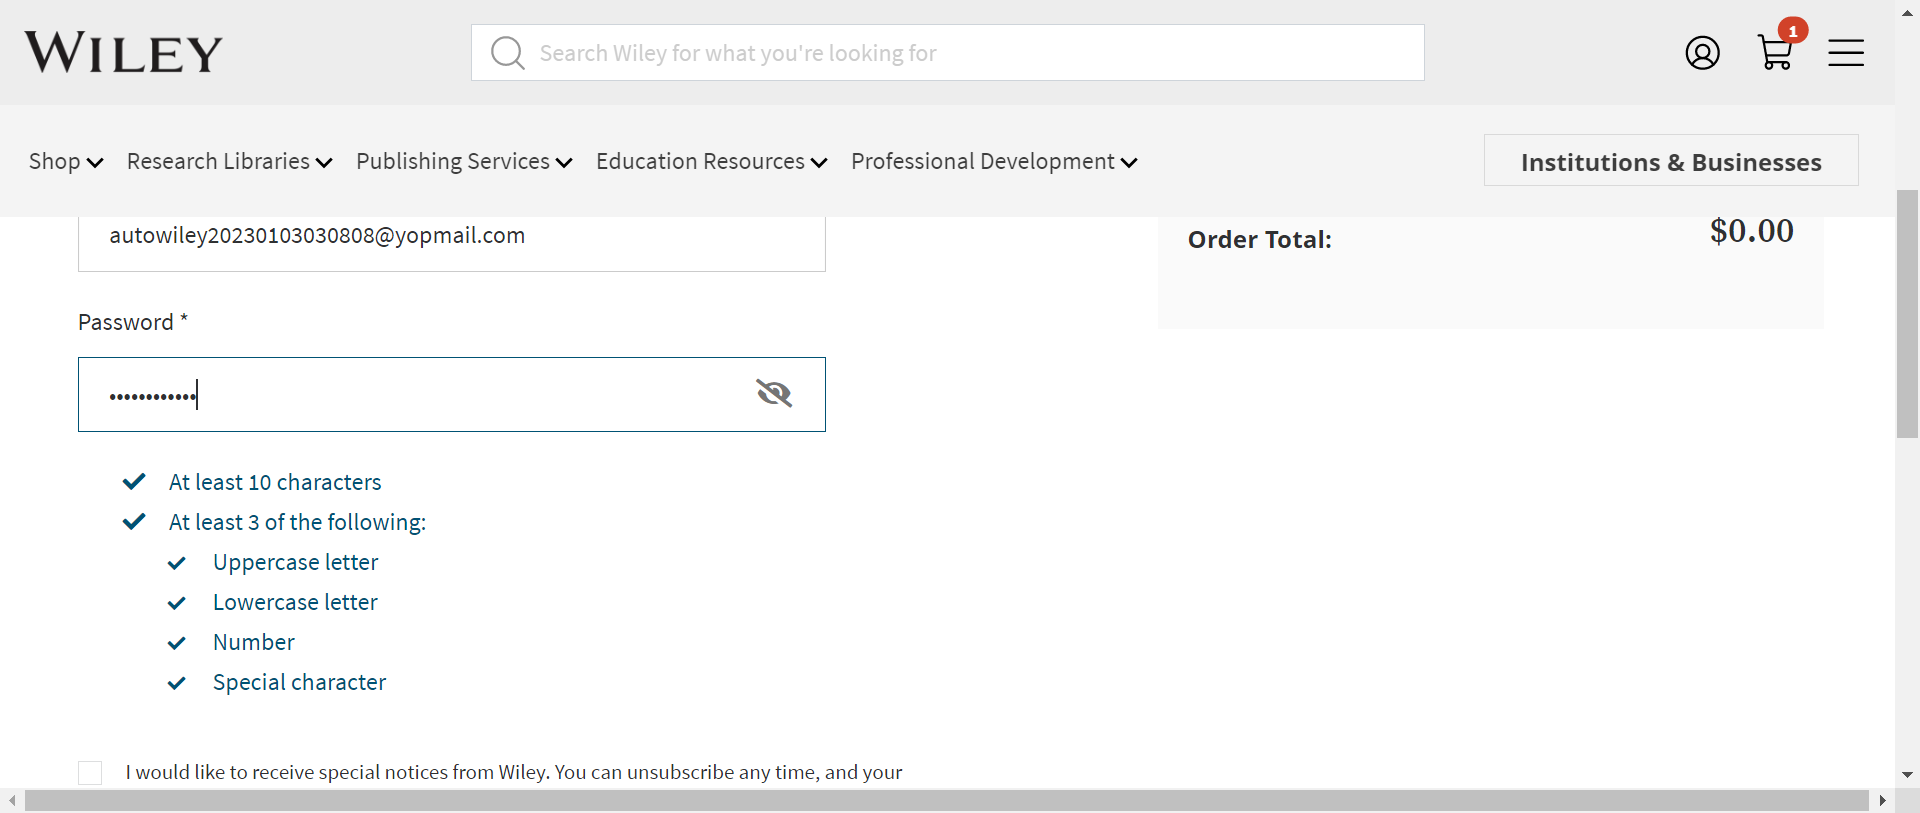 WILEY
Search Wiley for what you're looking for
1
Shop
Research Libraries
Publishing Services
Education Resources
Professional Development
Institutions & Businesses
autowiley20230103030808@yopmail.com
Order Total:
$0.00
Password *
••••••••••••
At least 10 characters
At least 3 of the following:
Uppercase letter
Lowercase letter
Number
Special character
I would like to receive special notices from Wiley. You can unsubscribe any time, and your